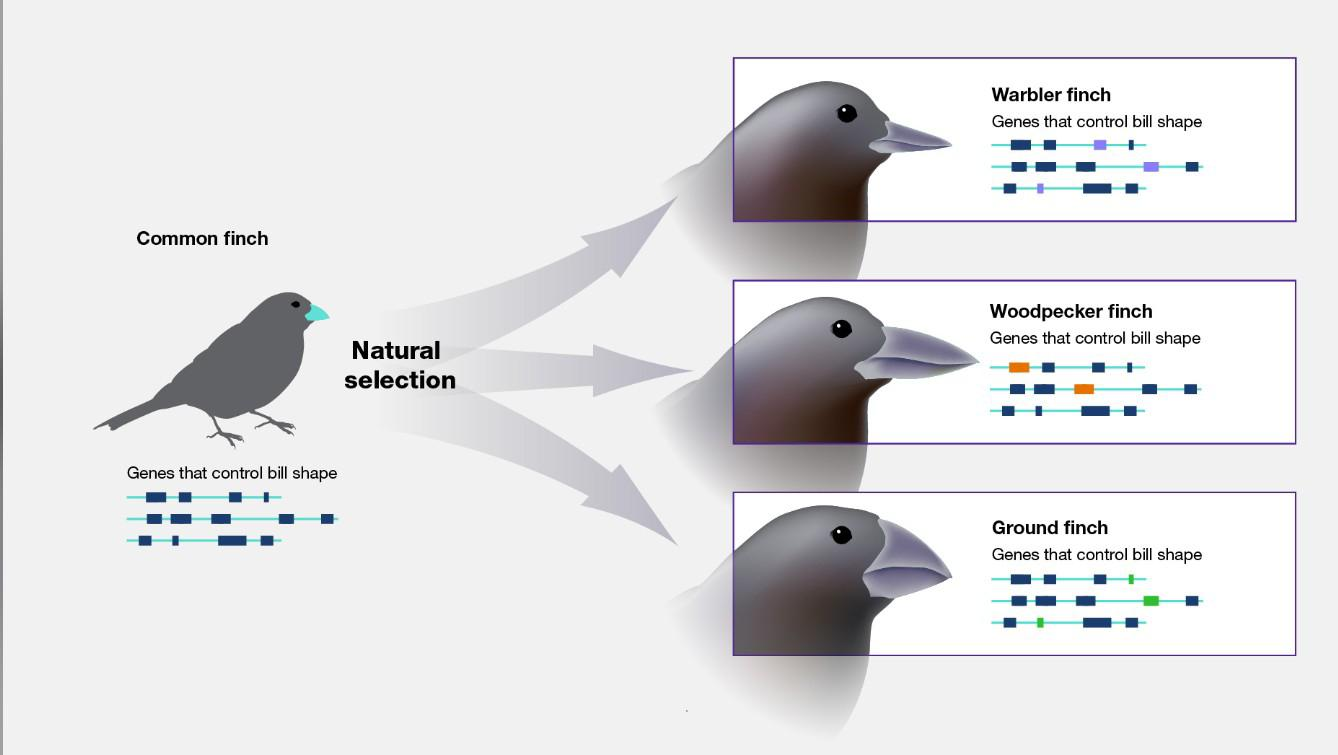 Common finch
Natural
selection
Genes that control bill shape
Warbler finch
Genes that control bill shape
Woodpecker finch
Genes that control bill shape
Ground finch
Genes that control bill shape